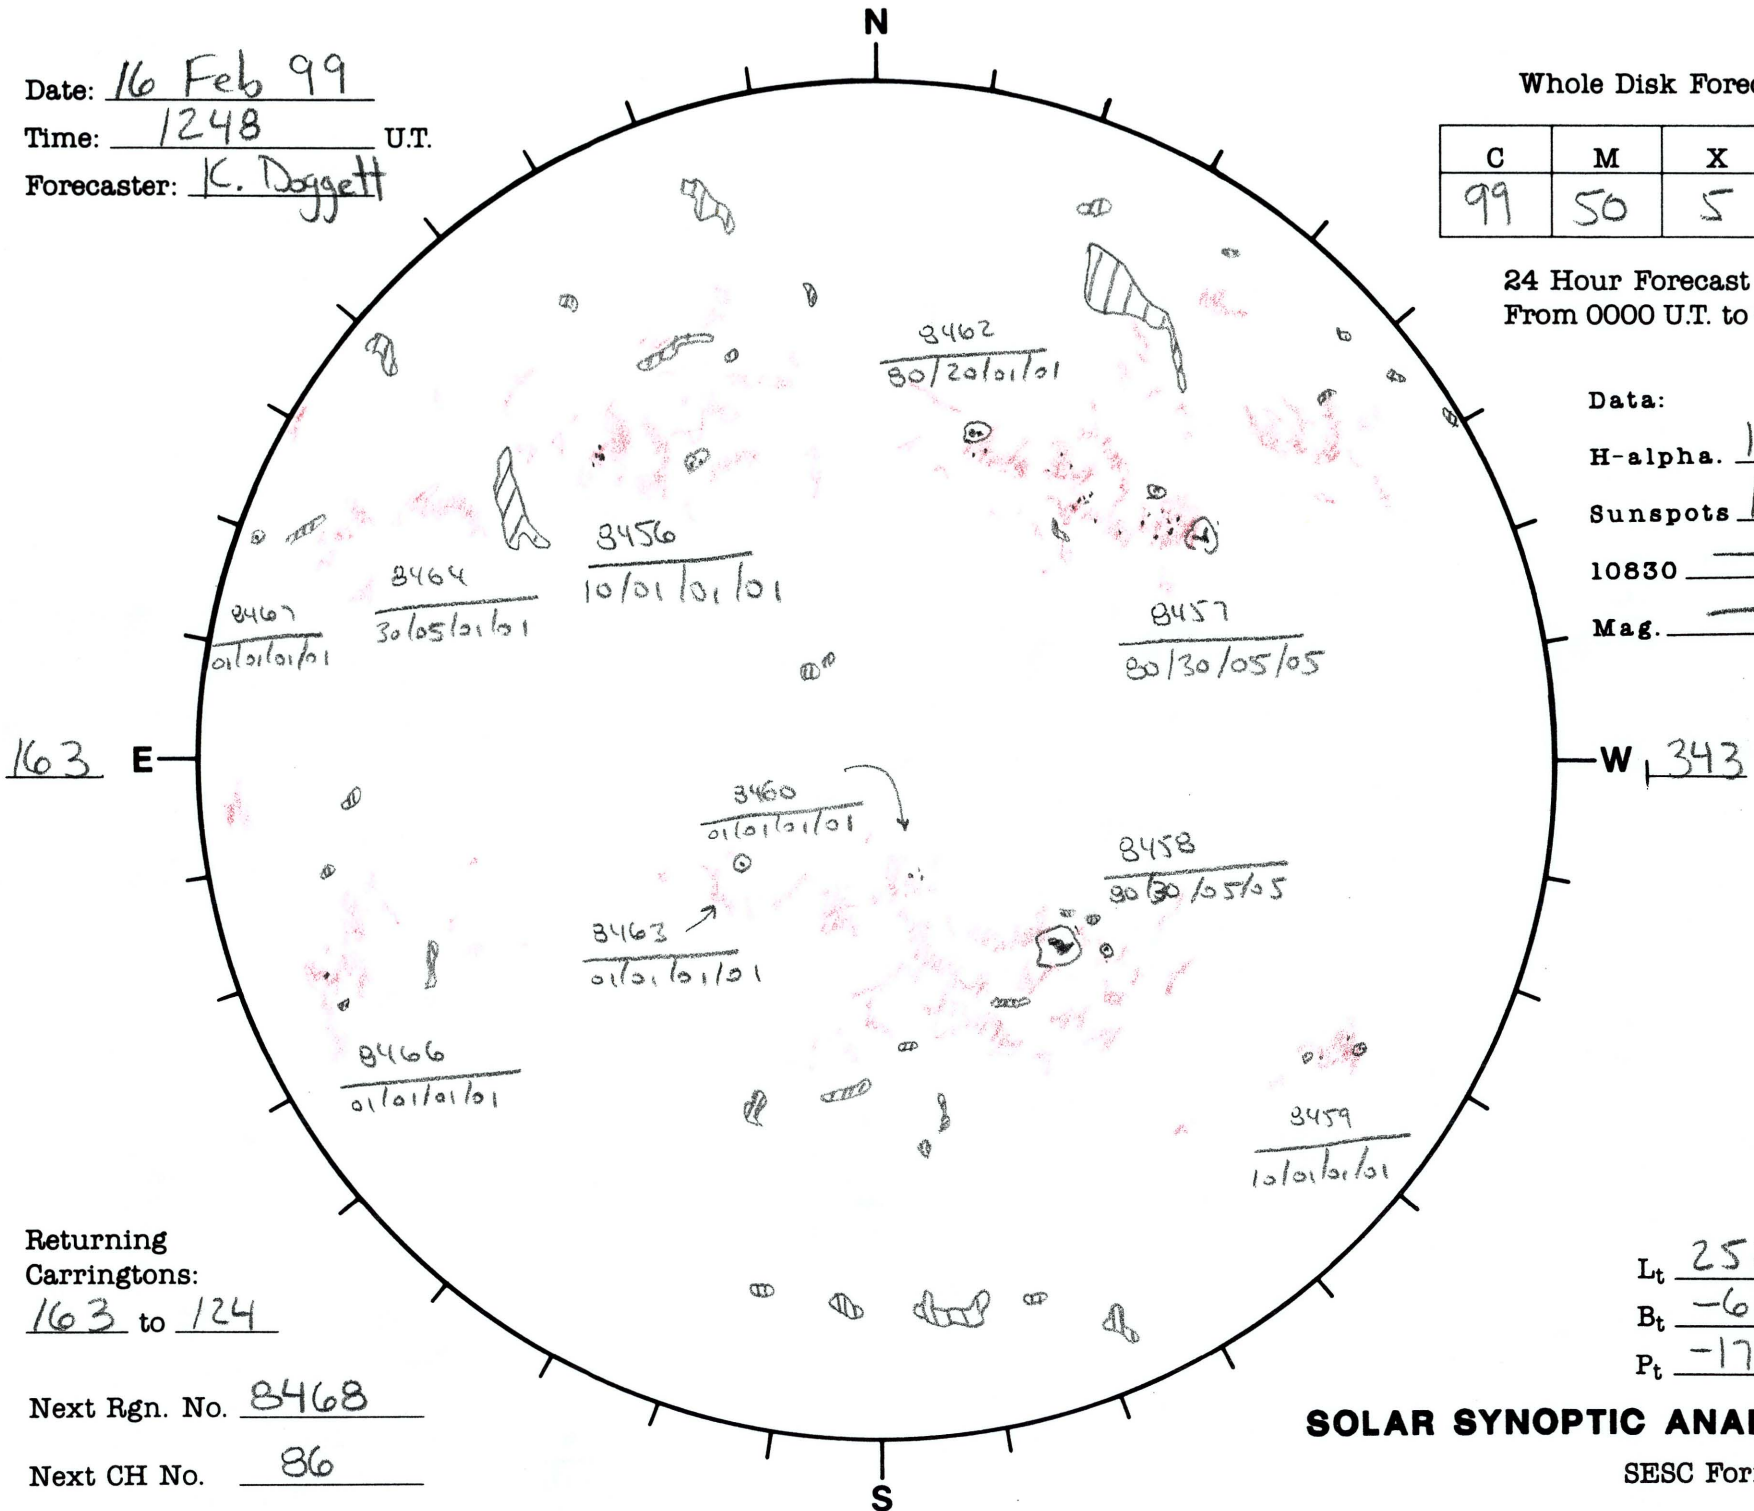 N
Date: 16 Feb 99
Time: 1248 U.T.
Forecaster: K. Doggett
Whole Disk Forec
C M X
99 50 5
24 Hour Forecast
From 0000 U.T. to
Data:
H-alpha.
Sunspots
10830
Mag.
8462
80/20/01/01
8456
10/01/01/01
8464
30/05/01/01
8467
01/01/01/01
8457
80/30/05/05
163 E
W 343
8460
01/01/01/01
8458
80/30/05/05
8463
01/01/01/01
8466
01/01/01/01
8459
10/01/01/01
Returning
Carringtons:
163 to 124
Next Rgn. No. 8468
Next CH No. 86
Lt 25
Bt -6
Pt -17
SOLAR SYNOPTIC ANA
SESC For
S